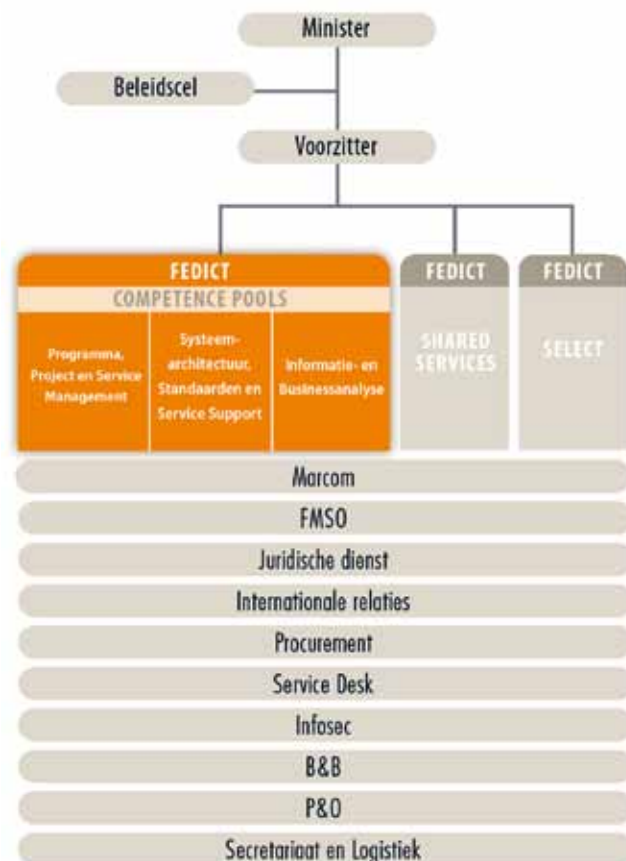 Minister
Beleidscel
Voorzitter
FEDICT
COMPETENCE POOLS
Programma,
Project en Service
Management
Systeem-
architectuur,
Standaarden en
Service Support
Informatie- en
Businessanalyse
FEDICT
SHARED
SERVICES
FEDICT
SELECT
Marcom
FMSO
Juridische dienst
Internationale relaties
Procurement
Service Desk
Infosec
B&B
P&O
Secretariaat en Logistiek